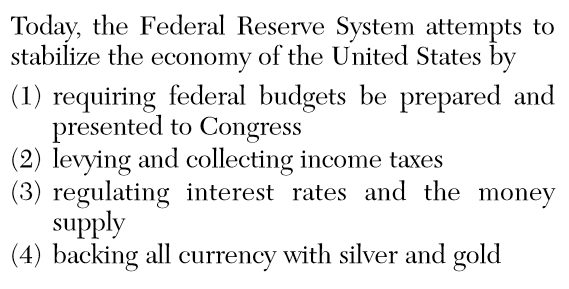 Today, the Federal Reserve System attempts to
stabilize the economy of the United States by
(1) requiring federal budgets be prepared and
presented to Congress
(2) levying and collecting income taxes
(3) regulating interest rates and the money
supply
(4) backing all currency with silver and gold